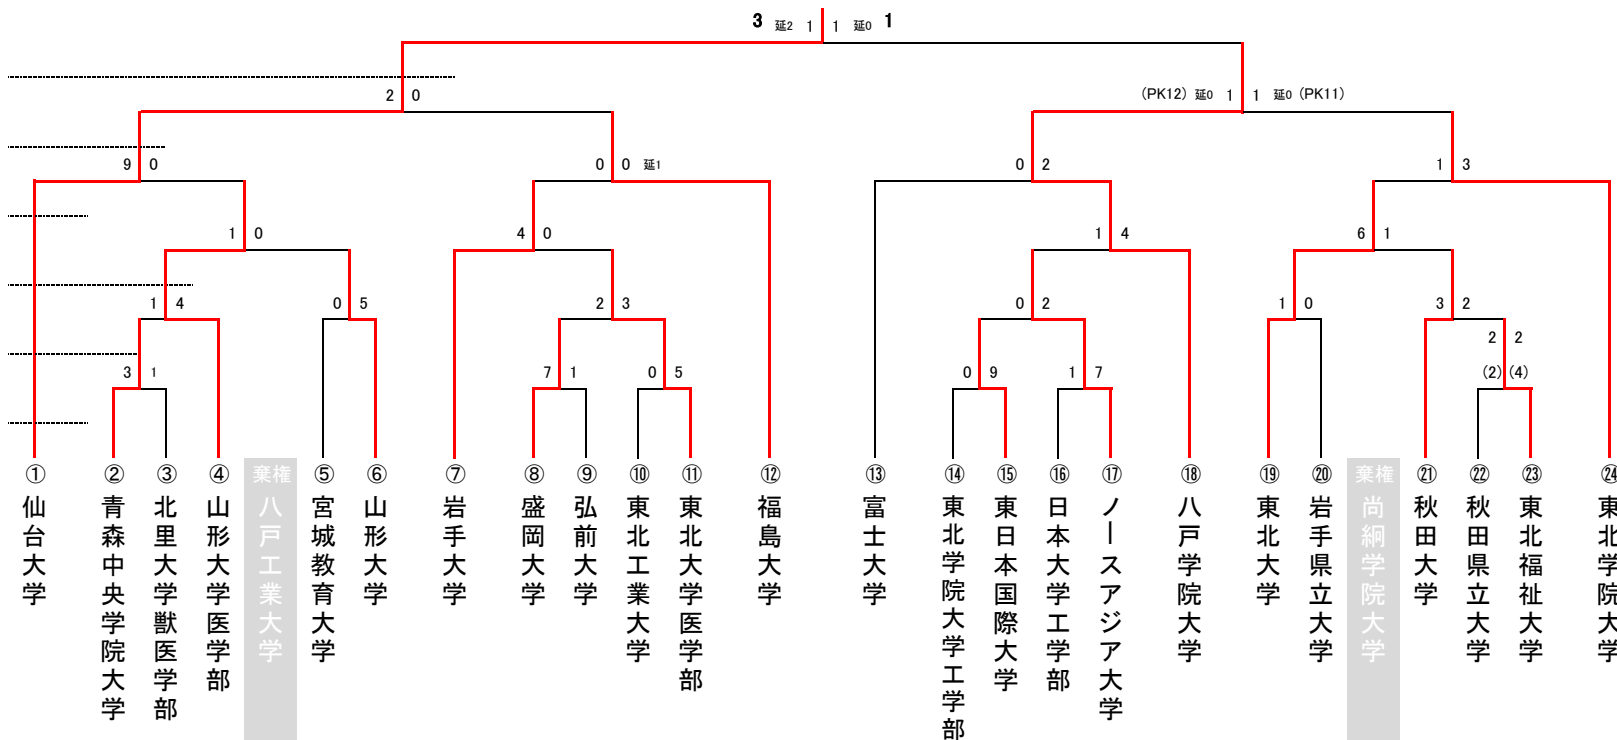 3 延2 1 1 延0 1
2 0
(PK12) 延0 1 1 延0 (PK11)
9 0
0 0 延1
0 2
1 3
1 0
4 0
1 4
6 1
1 4
0 5
2 3
0 2
1 0
3 2
2 2
3 1
7 1
0 5
0 9
1 7
(2) (4)
① 仙台大学
② 青森中央学院大学
③ 北里大学獣医学部
④ 山形大学医学部
棄権 八戸工業大学
⑤ 宮城教育大学
⑥ 山形大学
⑦ 岩手大学
⑧ 盛岡大学
⑨ 弘前大学
⑩ 東北工業大学
⑪ 東北大学医学部
⑫ 福島大学
⑬ 富士大学
⑭ 東北学院大学工学部
⑮ 東日本国際大学
⑯ 日本大学工学部
⑰ ノースアジア大学
⑱ 八戸学院大学
⑲ 東北大学
⑳ 岩手県立大学
棄権 尚絅学院大学
㉑ 秋田大学
㉒ 秋田県立大学
㉓ 東北福祉大学
㉔ 東北学院大学